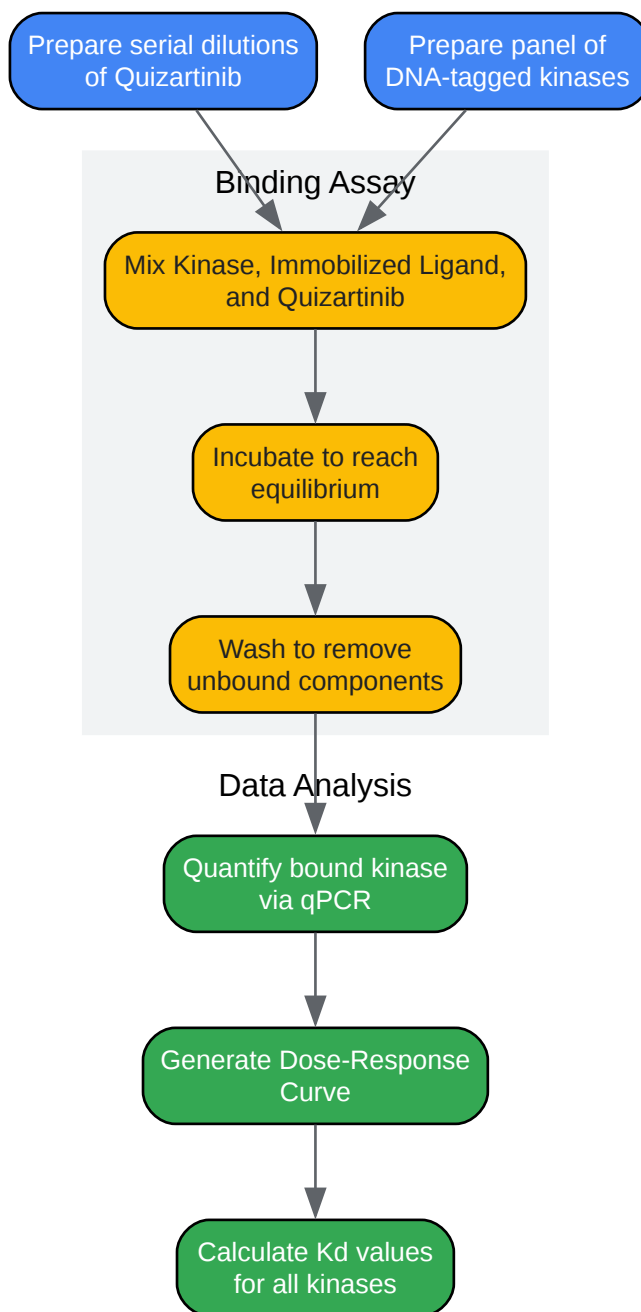 Prepare serial dilutions
of Quizartinib
Prepare panel of
DNA-tagged kinases
Binding Assay
Mix Kinase, Immobilized Ligand,
and Quizartinib
Incubate to reach
equilibrium
Wash to remove
unbound components
Data Analysis
Quantify bound kinase
via qPCR
Generate Dose-Response
Curve
Calculate Kd values
for all kinases